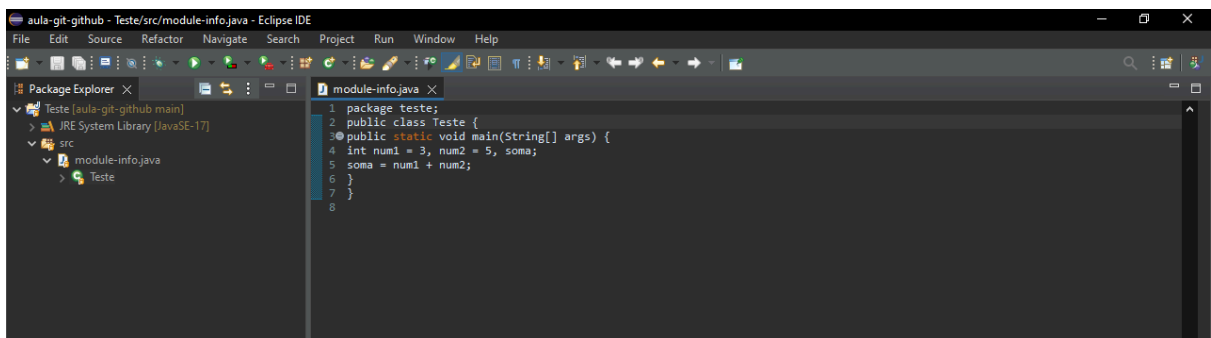 aula-git-github - Teste/src/module-info.java - Eclipse IDE
File Edit Source Refactor Navigate Search Project Run Window Help
Package Explorer
module-info.java
Teste [aula-git-github main]
JRE System Library [JavaSE-17]
src
module-info.java
Teste
1 package teste;
2 public class Teste {
3 public static void main(String[] args) {
4 int num1 = 3, num2 = 5, soma;
5 soma = num1 + num2;
6 }
7 }
8